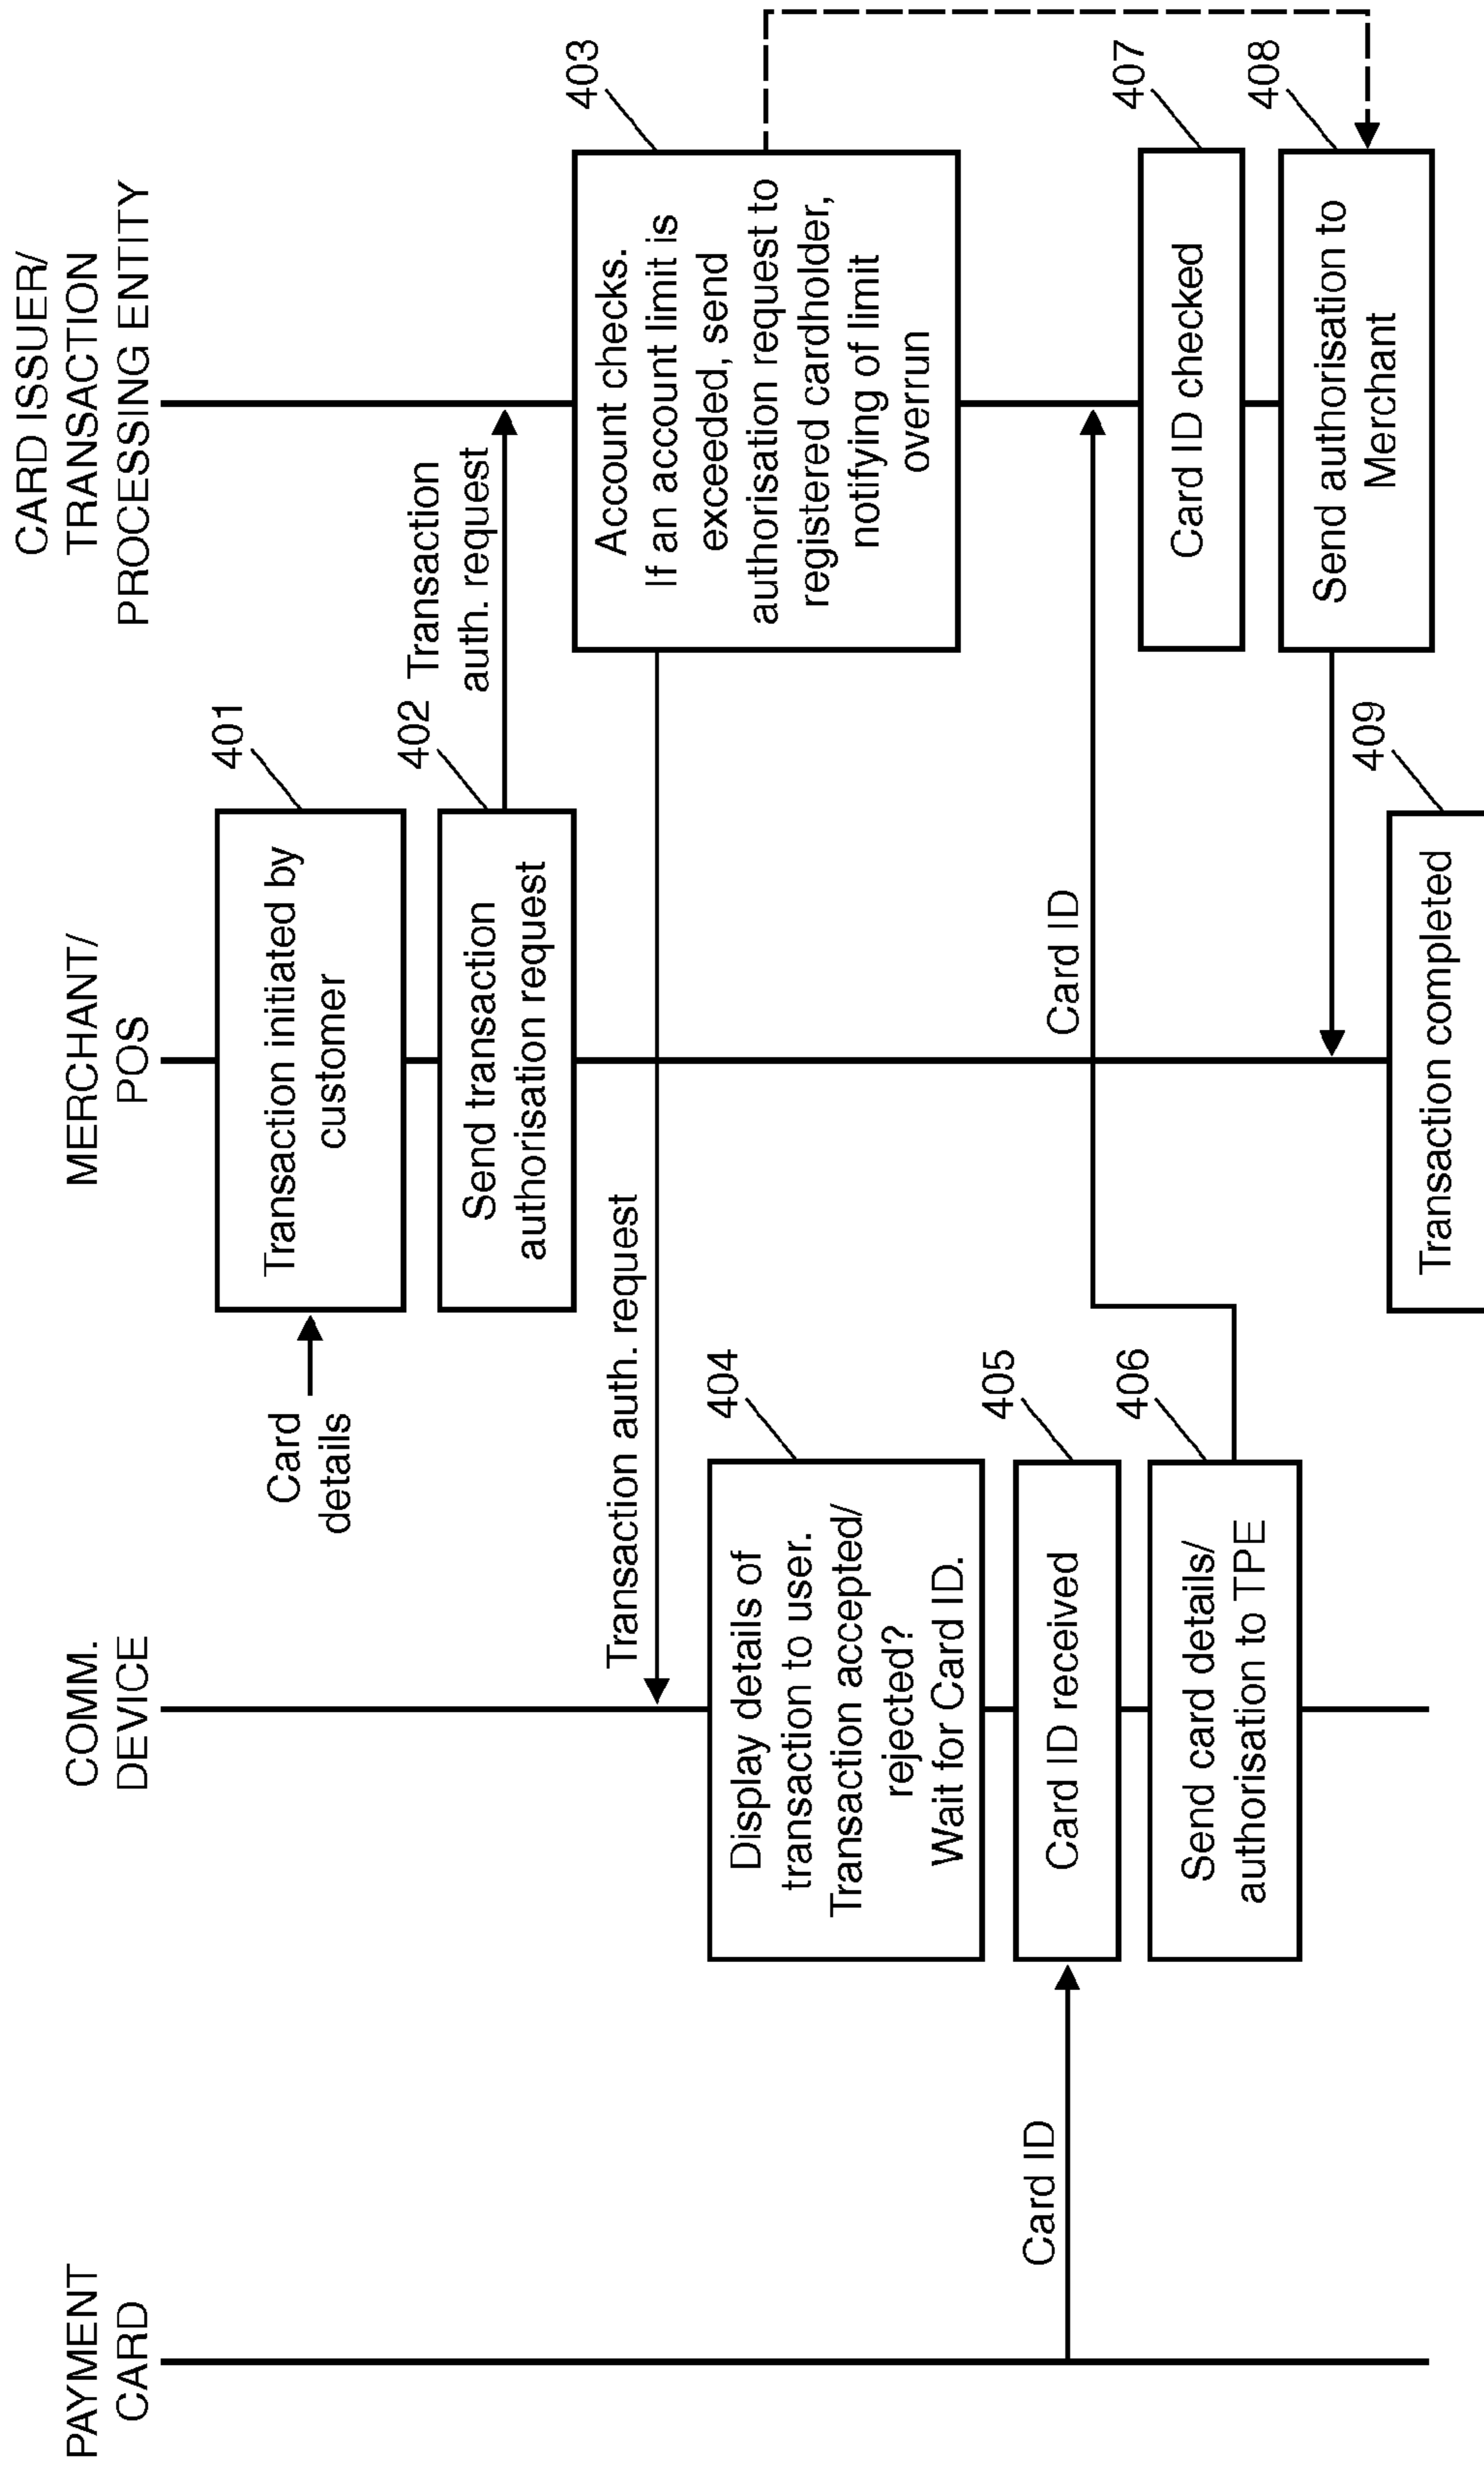 PAYMENT
CARD
COMM.
DEVICE
MERCHANT/
POS
CARD ISSUER/
TRANSACTION
PROCESSING ENTITY
Card
details
Transaction initiated by
customer
401
Send transaction
authorisation request
402
Transaction
auth. request
Account checks.
If an account limit is
exceeded, send
authorisation request to
registered cardholder,
notifying of limit
overrun
403
Transaction auth. request
Display details of
transaction to user.
Transaction accepted/
rejected?
Wait for Card ID.
404
Card ID
Card ID received
405
Send card details/
authorisation to TPE
406
Card ID
Card ID checked
407
Send authorisation to
Merchant
408
Transaction completed
409